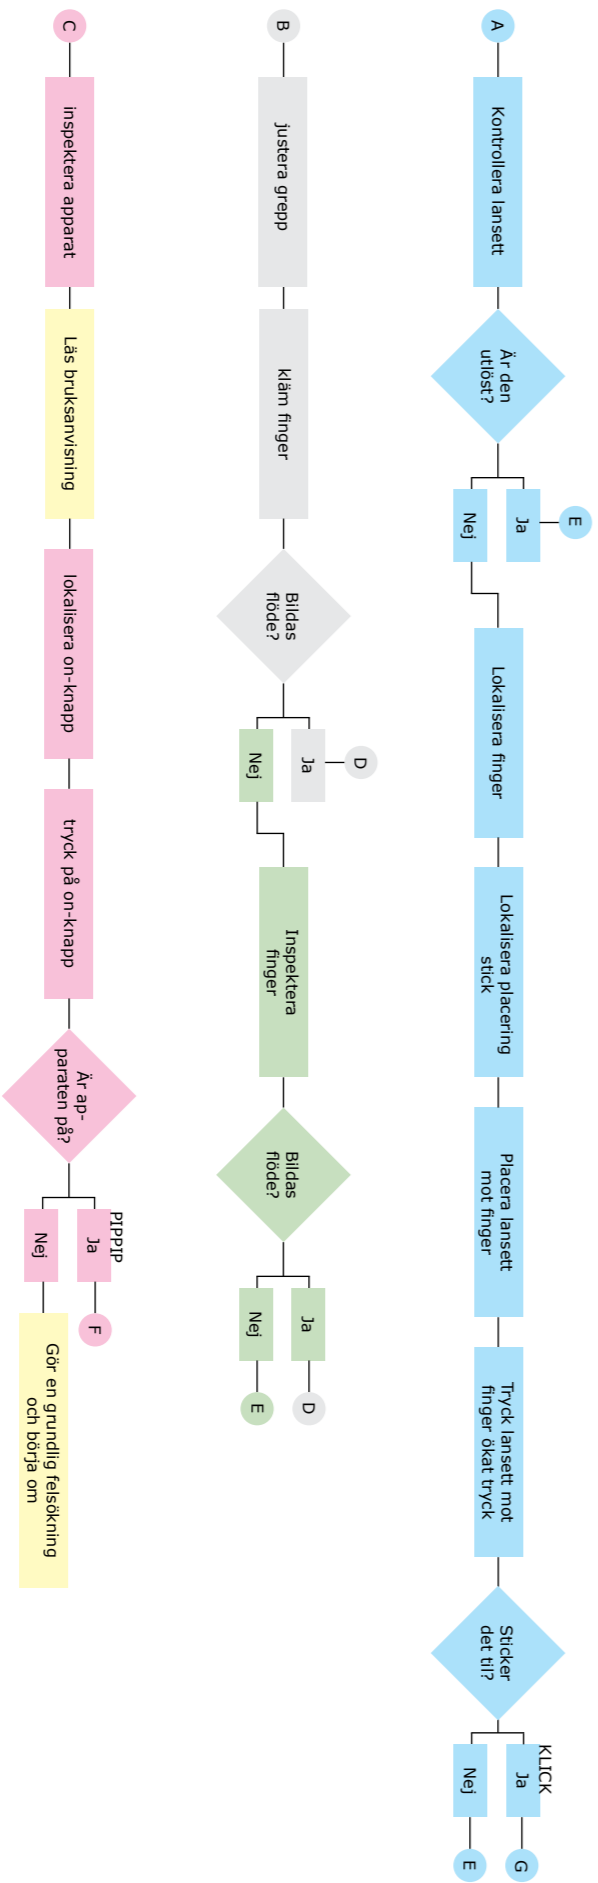 A
Kontrollera lansett
Är den
utlöst?
Ja
E
Nej
Lokalisera finger
Lokalisera placering
stick
Placera lansett
mot finger
Tryck lansett mot
finger ökat tryck
Sticker
det til?
KLICK
Ja
G
Nej
E
B
justera grepp
kläm finger
Bildas
flöde?
Ja
D
Nej
Inspektera
finger
Bildas
flöde?
Ja
D
Nej
E
C
inspektera apparat
Läs bruksanvisning
lokalisera on-knapp
tryck på on-knapp
Är ap-
paraten på?
PIPPIP
Ja
F
Nej
Gör en grundlig felsökning
och börja om